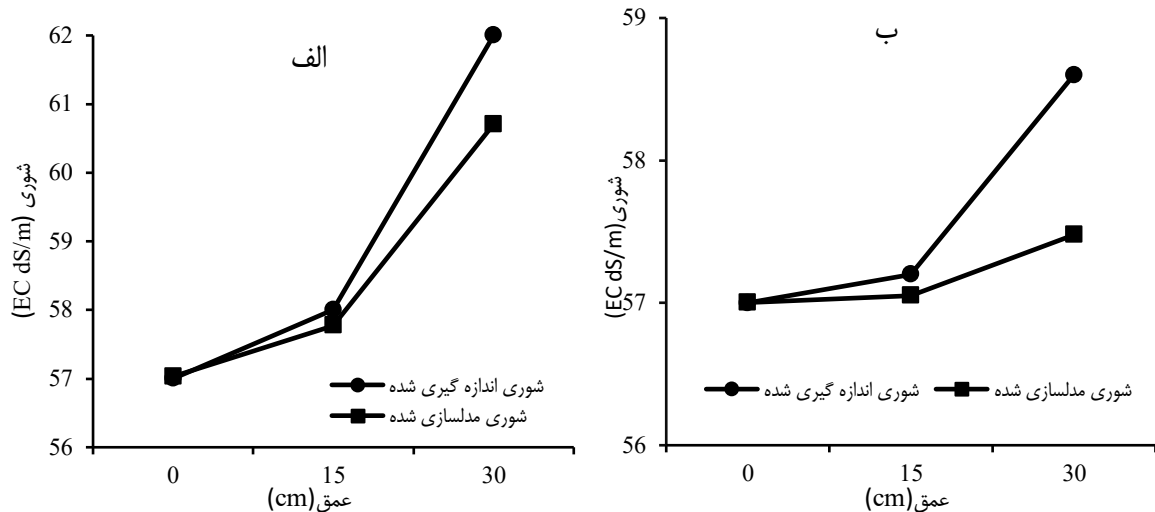 الف
62
61
60
59
58
57
56
شوری (EC dS/m)
شوری اندازه گیری شده
شوری مدلسازی شده
0 15 30
عمق(cm)
ب
59
58
57
56
شوری(EC dS/m)
شوری اندازه گیری شده شوری مدلسازی شده
0 15 30
عمق(cm)